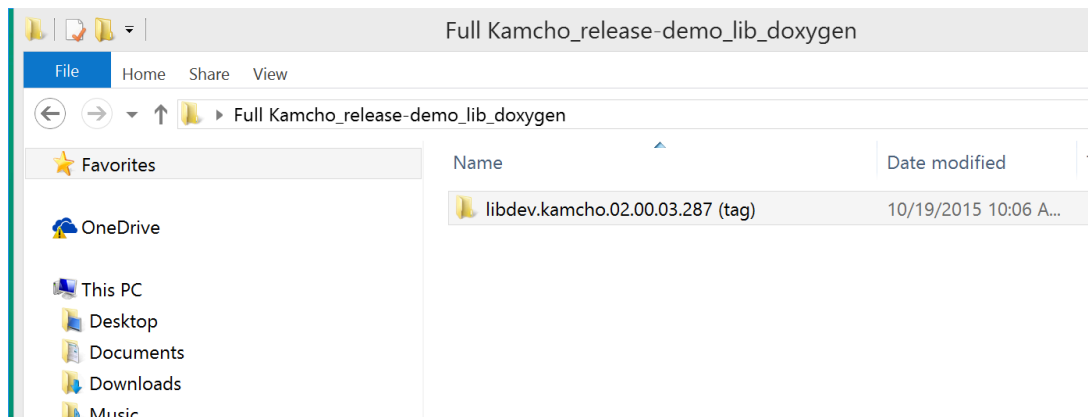 Full Kamcho_release-demo_lib_doxygen
File Home Share View
Full Kamcho_release-demo_lib_doxygen
Favorites
Name Date modified
libdev.kamcho.02.00.03.287 (tag) 10/19/2015 10:06 A...
OneDrive
This PC
Desktop
Documents
Downloads
Music